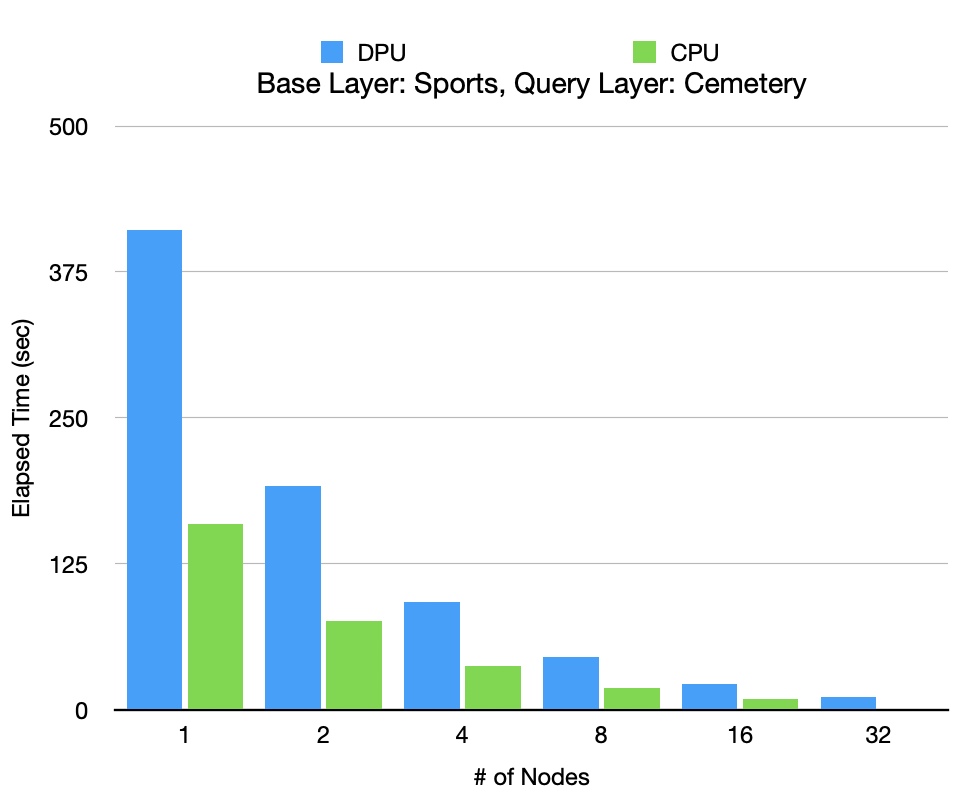 DPU CPU
Base Layer: Sports, Query Layer: Cemetery
500
375
250
125
0
Elapsed Time (sec)
1 2 4 8 16 32
# of Nodes